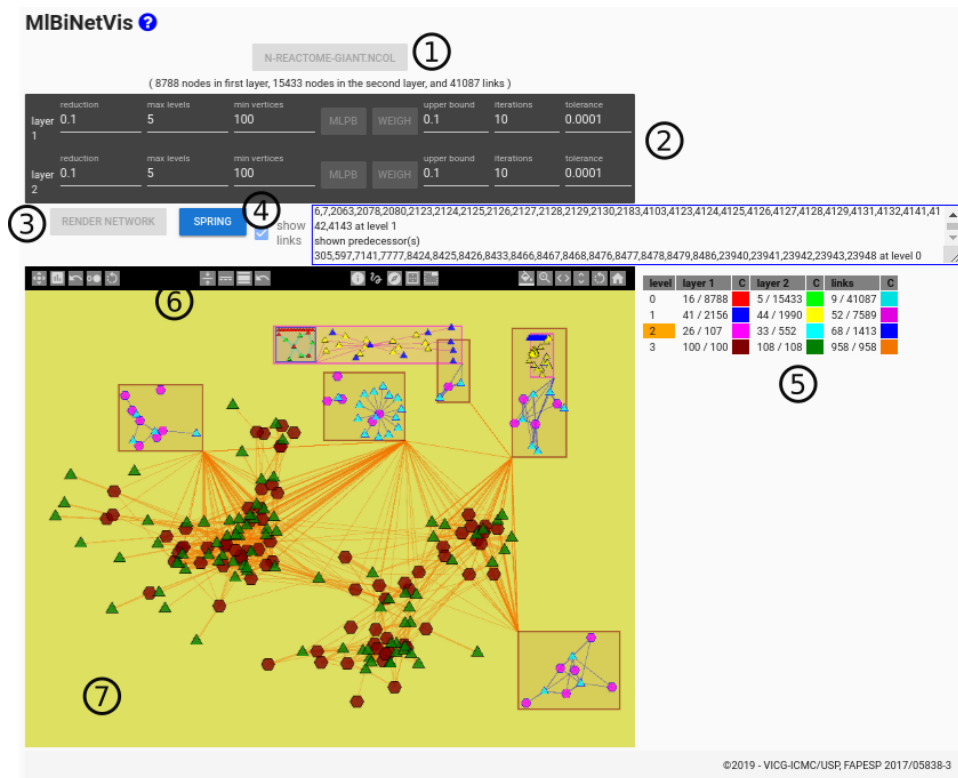 MlBiNetVis ?
N-REACTOME-GIANT.NCOL
1
( 8788 nodes in first layer, 15433 nodes in the second layer, and 41087 links )
reduction max levels min vertices upper bound iterations tolerance
layer 1 0.1 5 100 MLPB WEIGH 0.1 10 0.0001
2
reduction max levels min vertices upper bound iterations tolerance
layer 2 0.1 5 100 MLPB WEIGH 0.1 10 0.0001
3 RENDER NETWORK SPRING 4 show links
6,7,2063,2078,2080,2123,2124,2125,2126,2127,2128,2129,2130,2183,4103,4123,4124,4125,4126,4127,4128,4129,4131,4132,4141,41
42,4143 at level 1
shown predecessor(s)
305,597,7141,7777,8424,8425,8426,8433,8466,8467,8468,8476,8477,8478,8479,8486,23940,23941,23942,23943,23948 at level 0
6
level layer 1 C layer 2 C links C
0 16 / 8788 5 / 15433 9 / 41087
1 41 / 2156 44 / 1990 52 / 7589
2 26 / 107 33 / 552 68 / 1413
3 100 / 100 108 / 108 958 / 958
5
7
©2019 - VICG-ICMC/USP, FAPESP 2017/05838-3